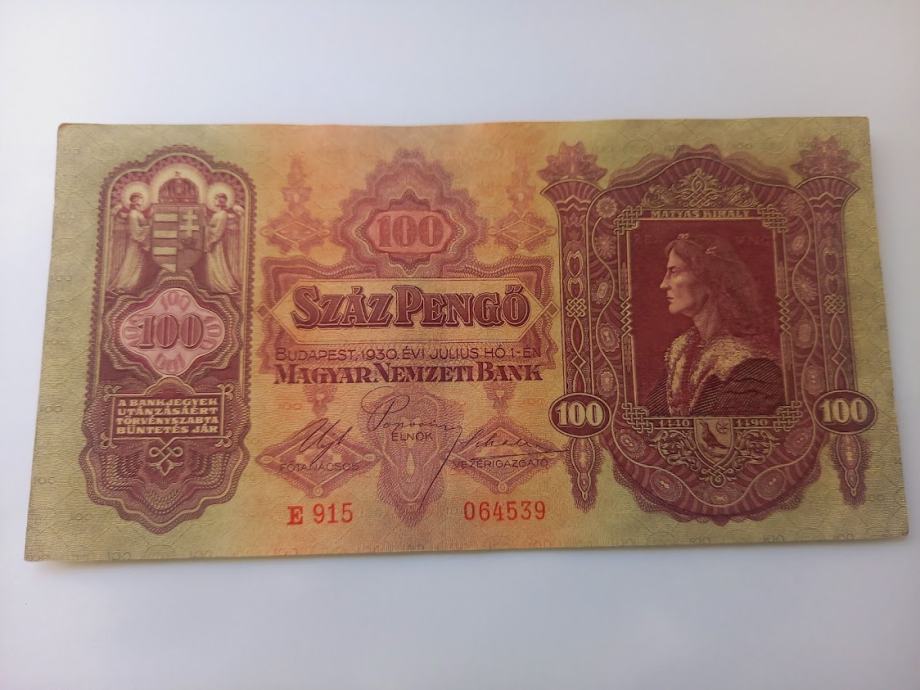 100
SZÁZ PENGŐ
BUDAPEST, 1930. ÉVI JULIUS HÓ 1-ÉN
MAGYAR NEMZETI BANK
ELNÖK
FŐTANÁCSOS
VEZÉRIGAZGATÓ
E 915
064539
100
A BANKJEGYEK
UTÁNZÁSÁÉRT
TÖRVÉNYSZABTA
BÜNTETÉS JÁR
MÁTYÁS KIRÁLY
100
100
1440 1490